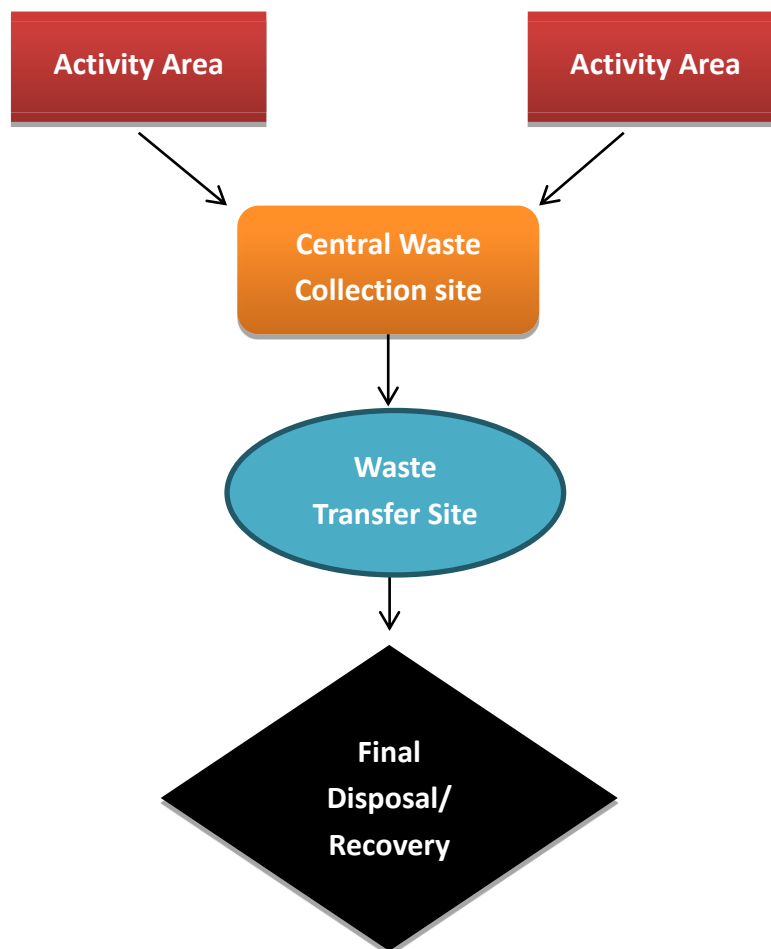 Activity Area
Activity Area
Central Waste
Collection site
Waste
Transfer Site
Final
Disposal/
Recovery